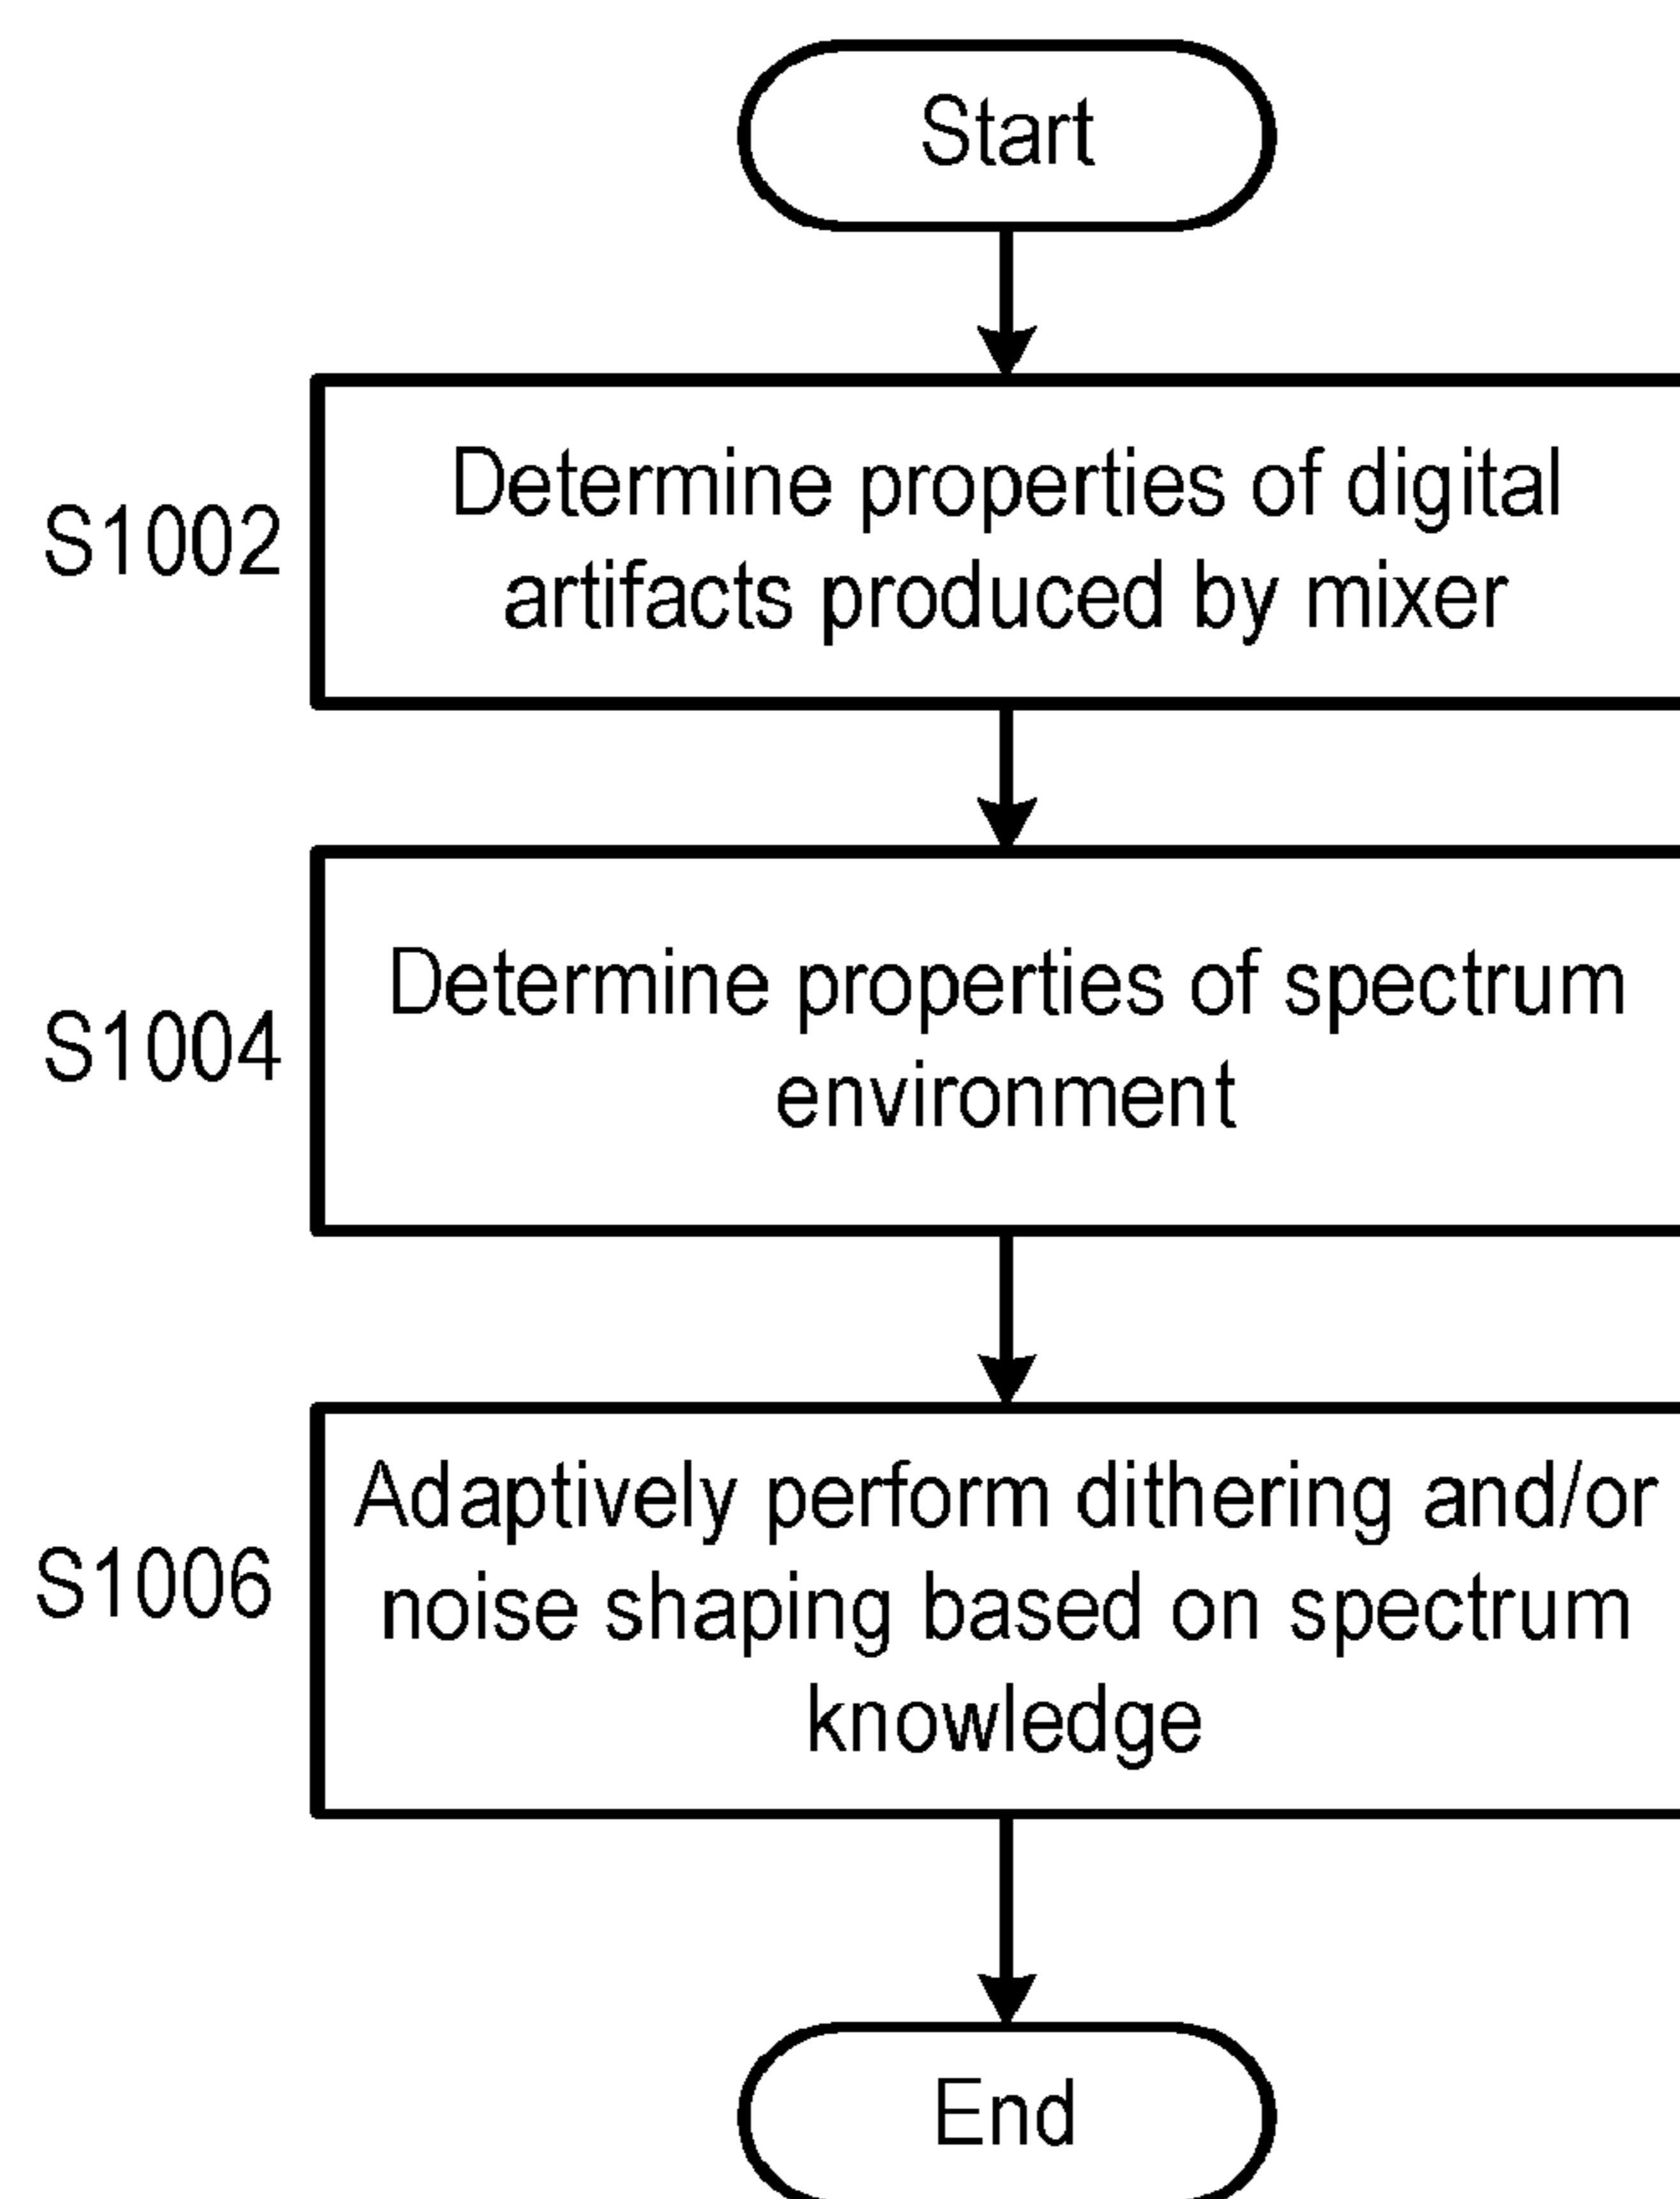 Start
S1002
Determine properties of digital
artifacts produced by mixer
S1004
Determine properties of spectrum
environment
S1006
Adaptively perform dithering and/or
noise shaping based on spectrum
knowledge
End